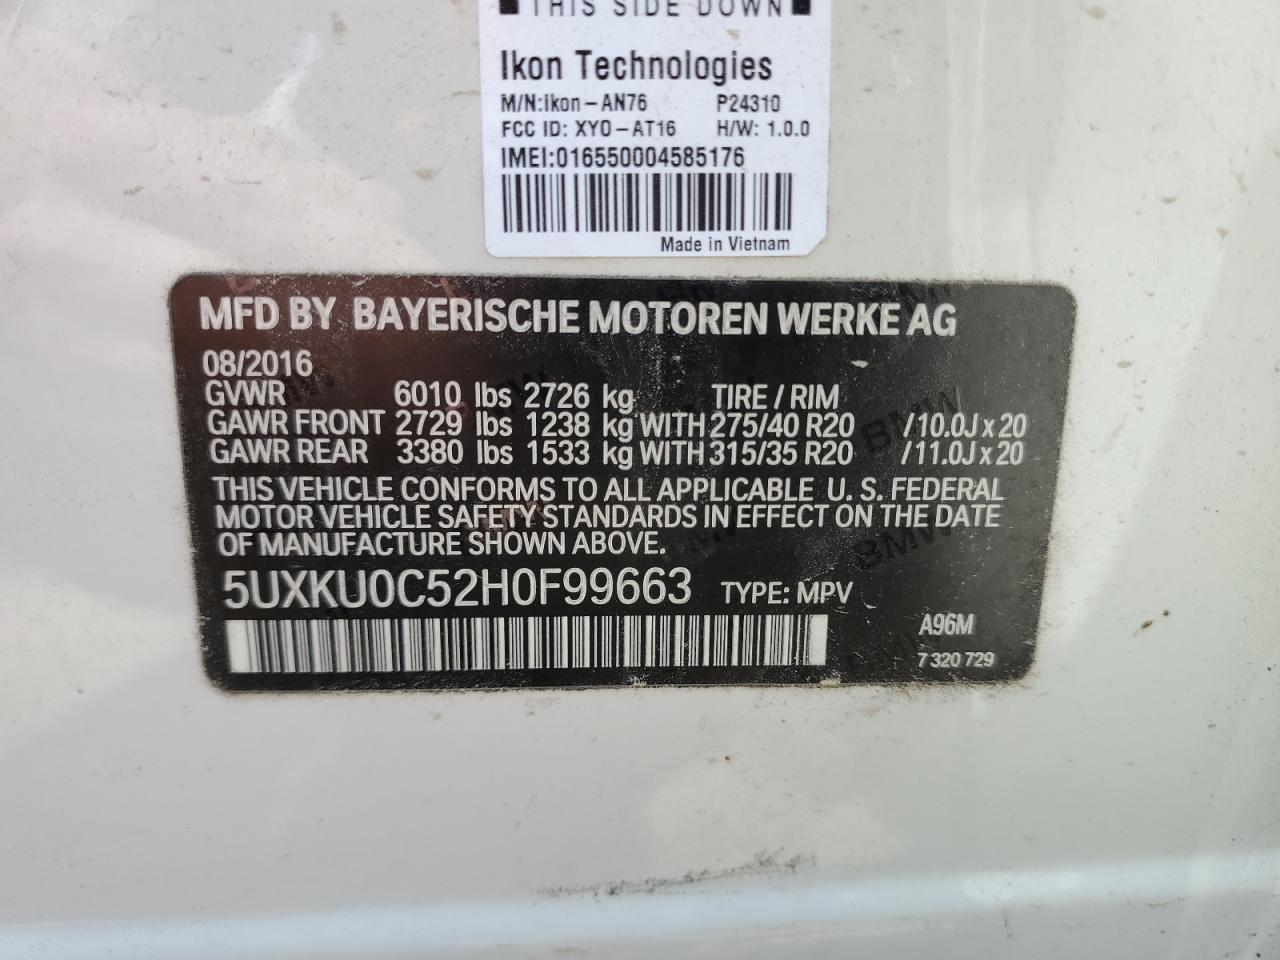 THIS SIDE DOWN
Ikon Technologies
M/N:ikon-AN76 P24310
FCC ID: XYO-AT16 H/W: 1.0.0
IMEI:016550004585176
Made in Vietnam
MFD BY BAYERISCHE MOTOREN WERKE AG
08/2016
GVWR 6010 lbs 2726 kg TIRE / RIM
GAWR FRONT 2729 lbs 1238 kg WITH 275/40 R20 / 10.0J x 20
GAWR REAR 3380 lbs 1533 kg WITH 315/35 R20 / 11.0J x 20
THIS VEHICLE CONFORMS TO ALL APPLICABLE U. S. FEDERAL
MOTOR VEHICLE SAFETY STANDARDS IN EFFECT ON THE DATE
OF MANUFACTURE SHOWN ABOVE.
5UXKU0C52H0F99663 TYPE: MPV
A96M
7 320 729